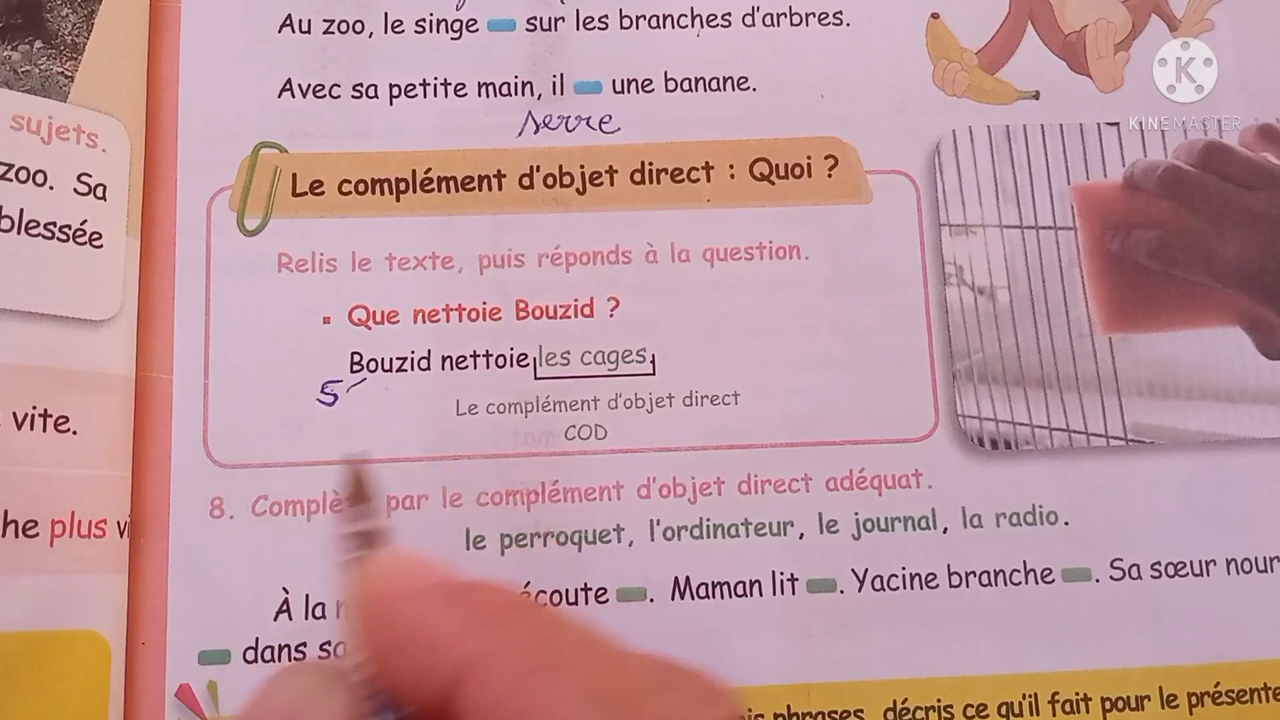 Au zoo, le singe sur les branches d'arbres.
Avec sa petite main, il une banane.
serre
KINEMASTER
sujets.
zoo. Sa
blessée
Le complément d'objet direct : Quoi ?
Relis le texte, puis réponds à la question.
▪ Que nettoie Bouzid ?
Bouzid nettoie les cages.
5
Le complément d'objet direct
COD
vite.
he plus vi
8. Complète par le complément d'objet direct adéquat.
le perroquet, l'ordinateur, le journal, la radio.
À la écoute . Maman lit . Yacine branche . Sa sœur nour
dans sa
phrases, décris ce qu'il fait pour le présente